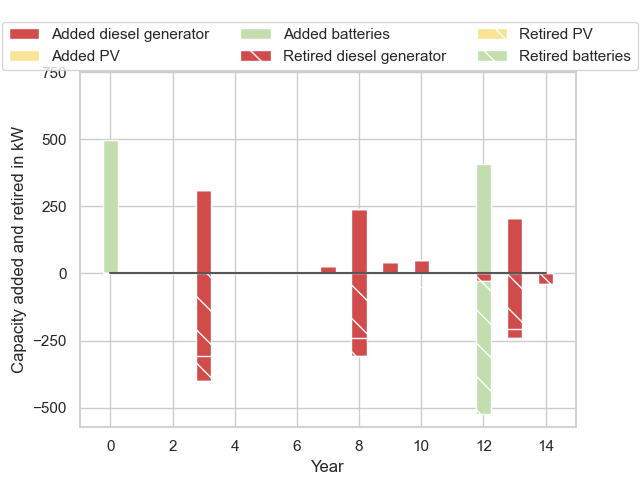 Added diesel generator Added batteries Retired PV
Added PV Retired diesel generator Retired batteries
750
500
250
0
−250
−500
Capacity added and retired in kW
0 2 4 6 8 10 12 14
Year